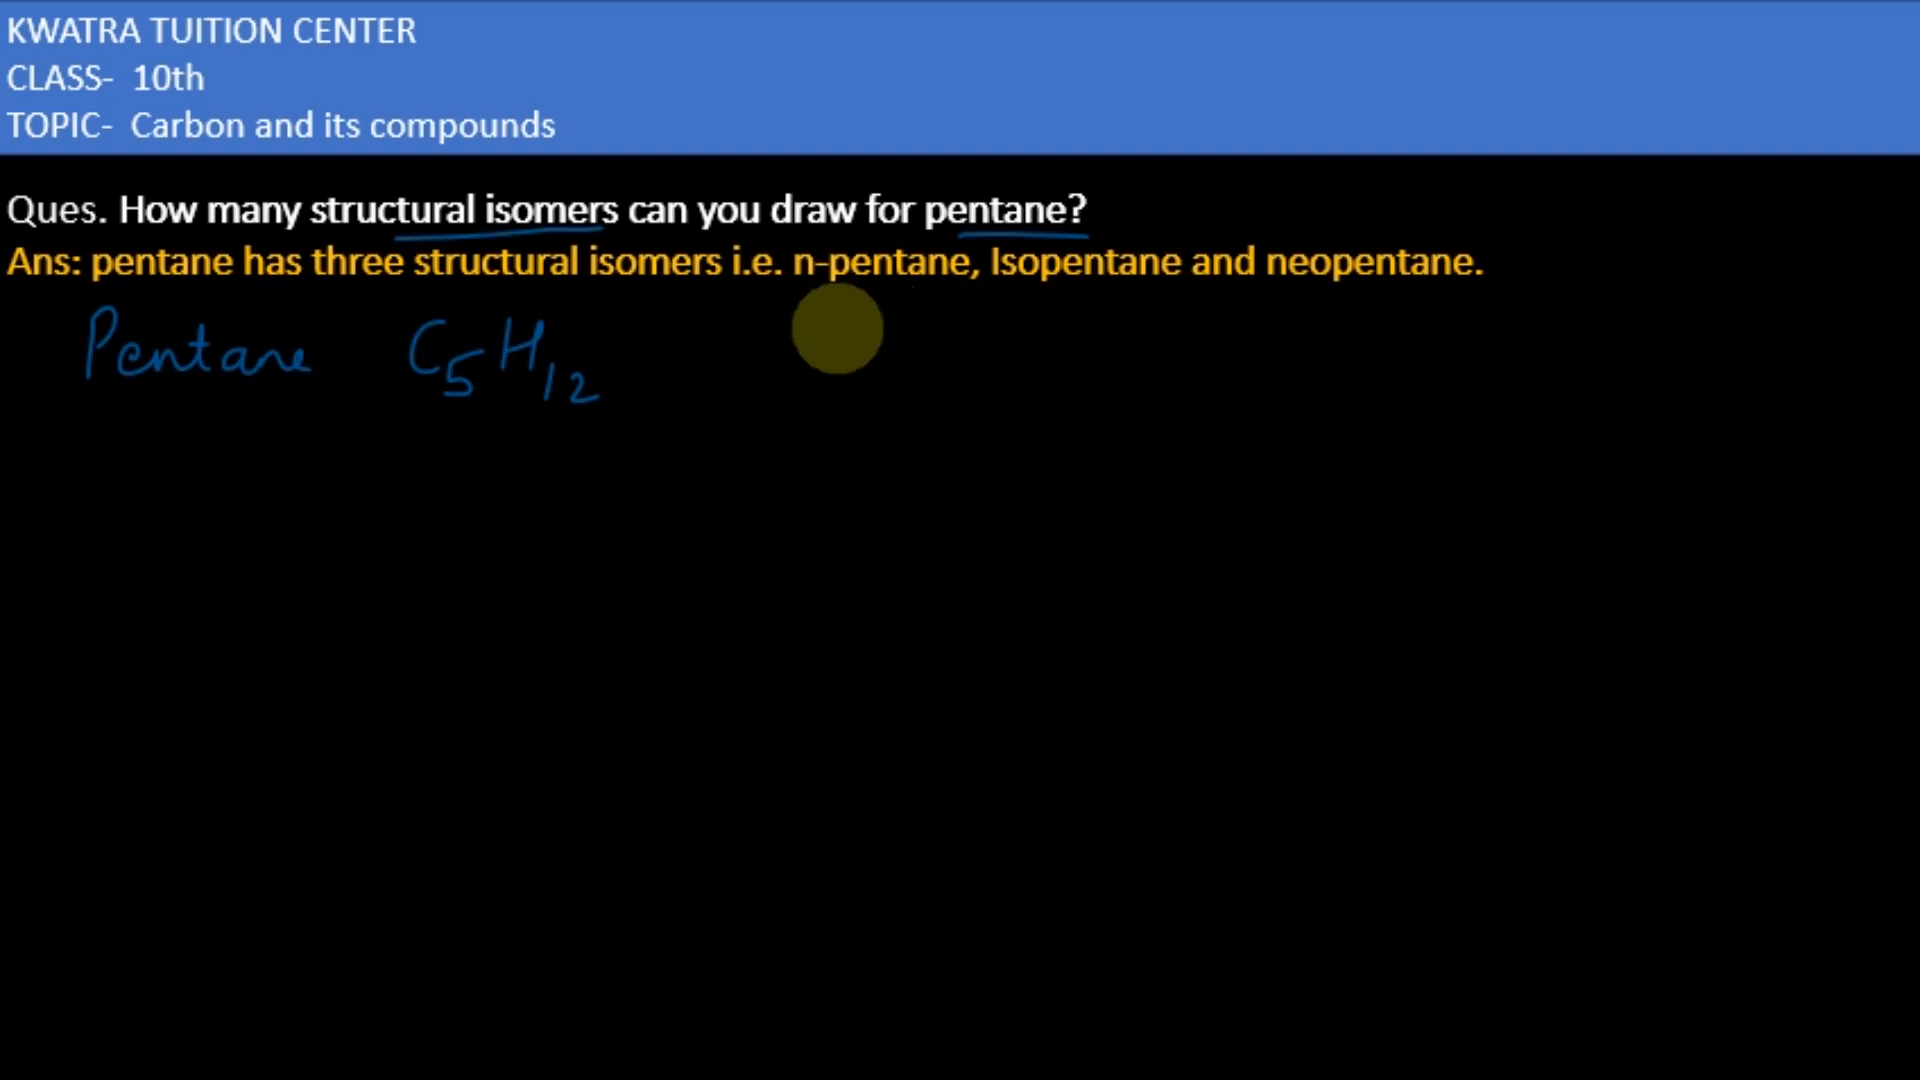 KWATRA TUITION CENTER
CLASS- 10th
TOPIC- Carbon and its compounds
Ques. How many structural isomers can you draw for pentane?
Ans: pentane has three structural isomers i.e. n-pentane, Isopentane and neopentane.
Pentane C₅H₁₂